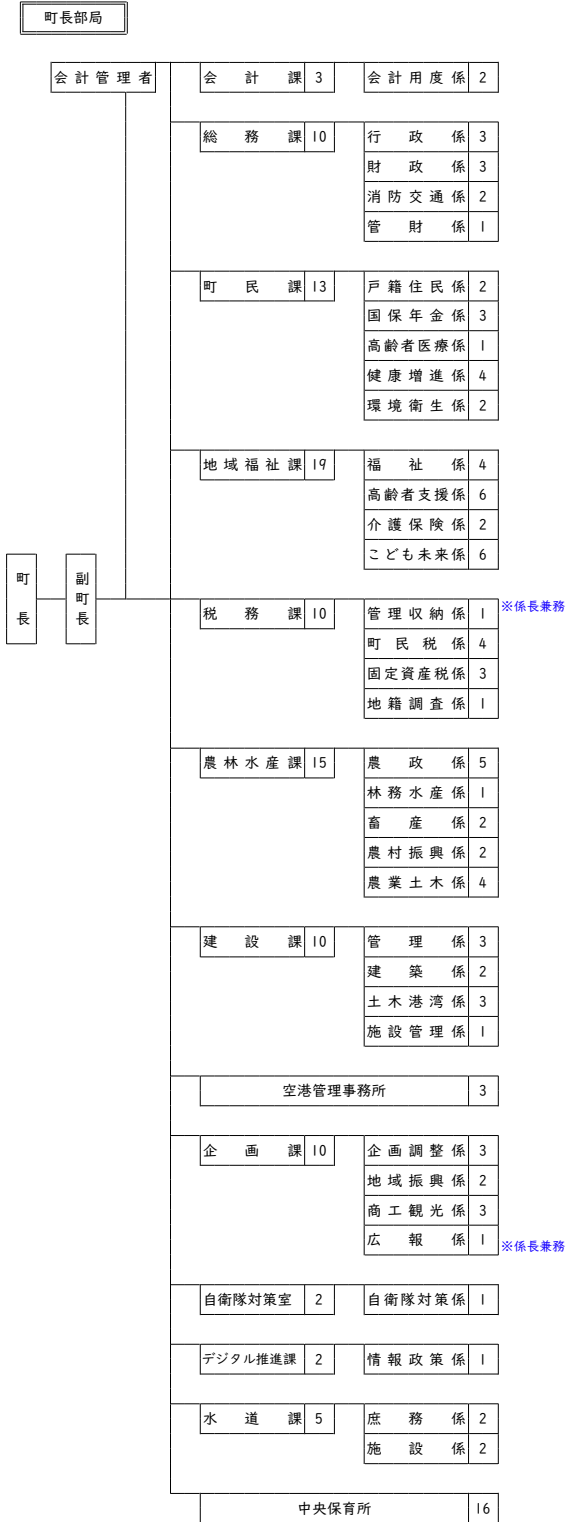 町長部局
会計管理者 会計課 3 会計用度係 2
総務課 10 行政係 3
財政係 3
消防交通係 2
管財係 1
町民課 13 戸籍住民係 2
国保年金係 3
高齢者医療係 1
健康増進係 4
環境衛生係 2
地域福祉課 19 福祉係 4
高齢者支援係 6
介護保険係 2
こども未来係 6
町長 副町長
税務課 10 管理収納係 1 ※係長兼務
町民税係 4
固定資産税係 3
地籍調査係 1
農林水産課 15 農政係 5
林務水産係 1
畜産係 2
農村振興係 2
農業土木係 4
建設課 10 管理係 3
建築係 2
土木港湾係 3
施設管理係 1
空港管理事務所 3
企画課 10 企画調整係 3
地域振興係 2
商工観光係 3
広報係 1 ※係長兼務
自衛隊対策室 2 自衛隊対策係 1
デジタル推進課 2 情報政策係 1
水道課 5 庶務係 2
施設係 2
中央保育所 16